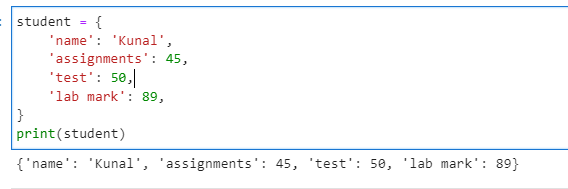 student = {
    'name': 'Kunal',
    'assignments': 45,
    'test': 50,
    'lab mark': 89,
}
print(student)
{'name': 'Kunal', 'assignments': 45, 'test': 50, 'lab mark': 89}